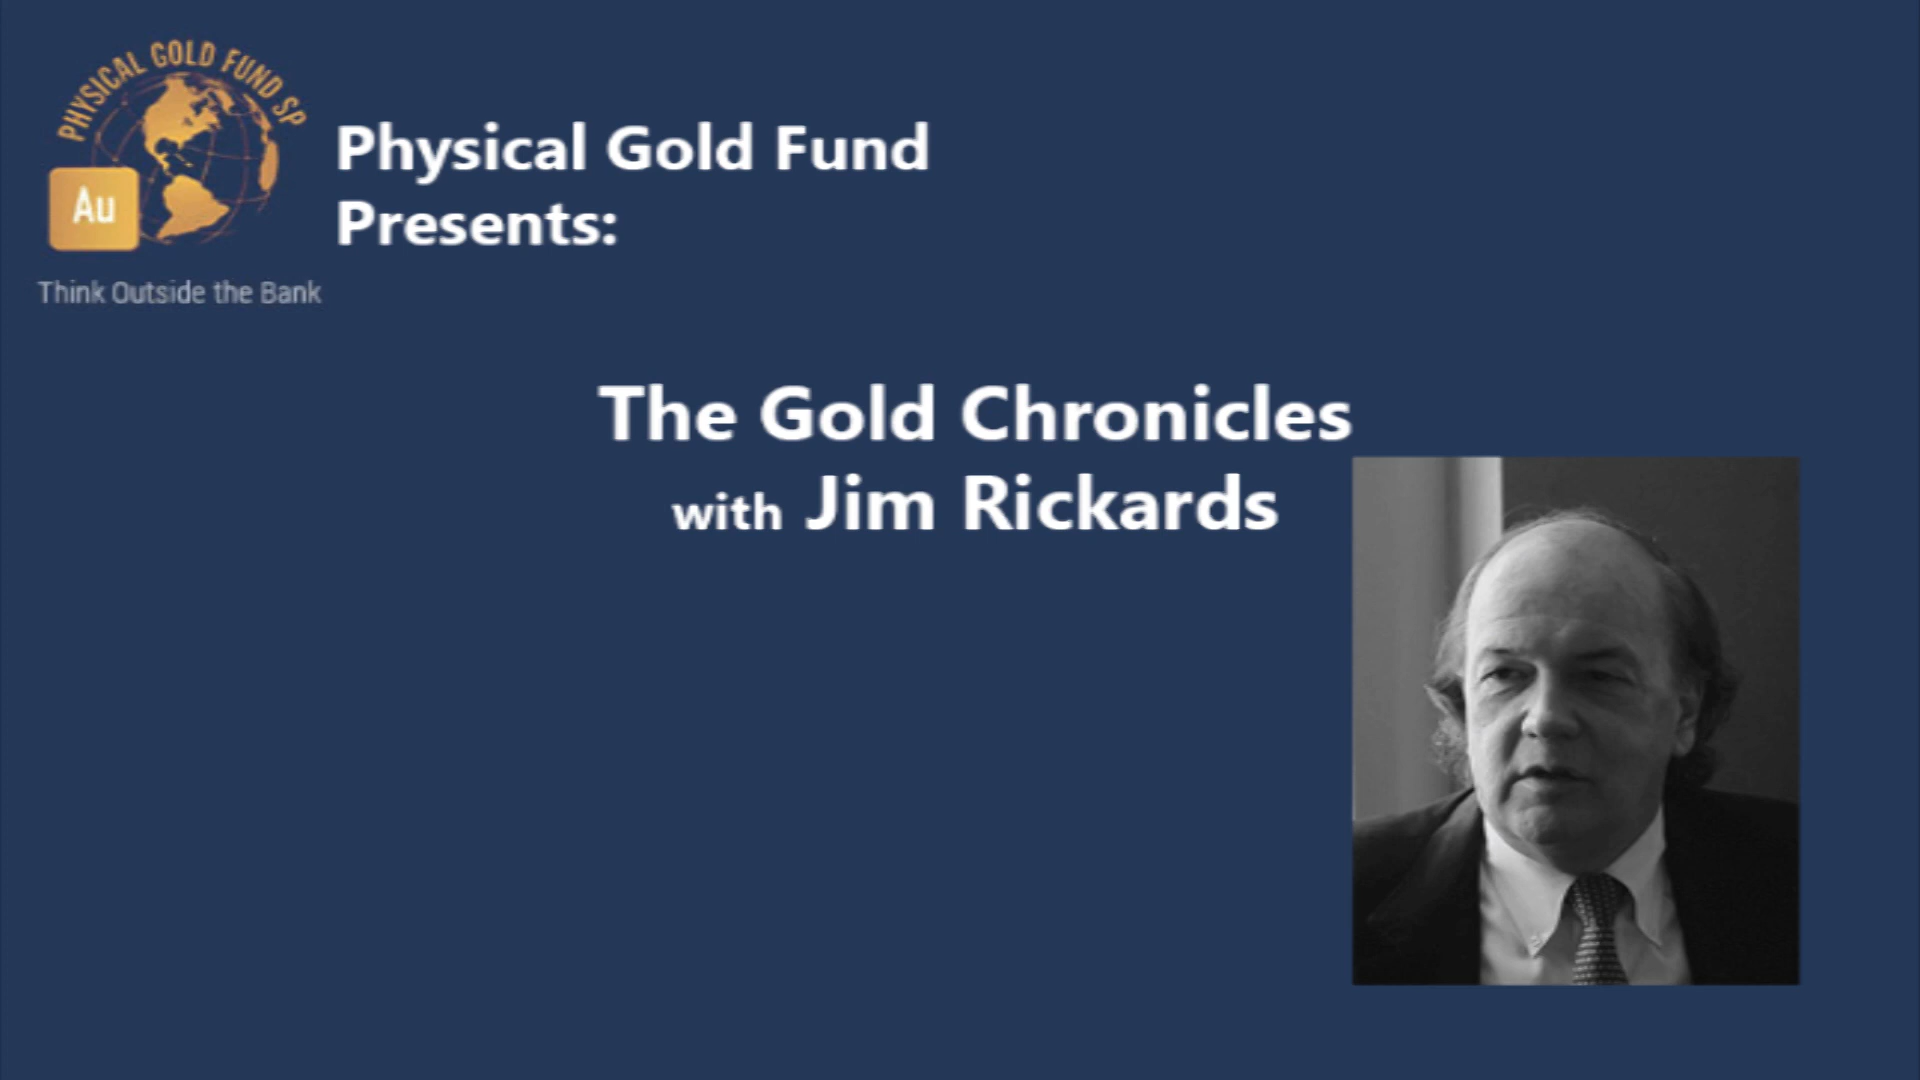 PHYSICAL GOLD FUND SP
Au
Think Outside the Bank
Physical Gold Fund
Presents:
The Gold Chronicles
with Jim Rickards